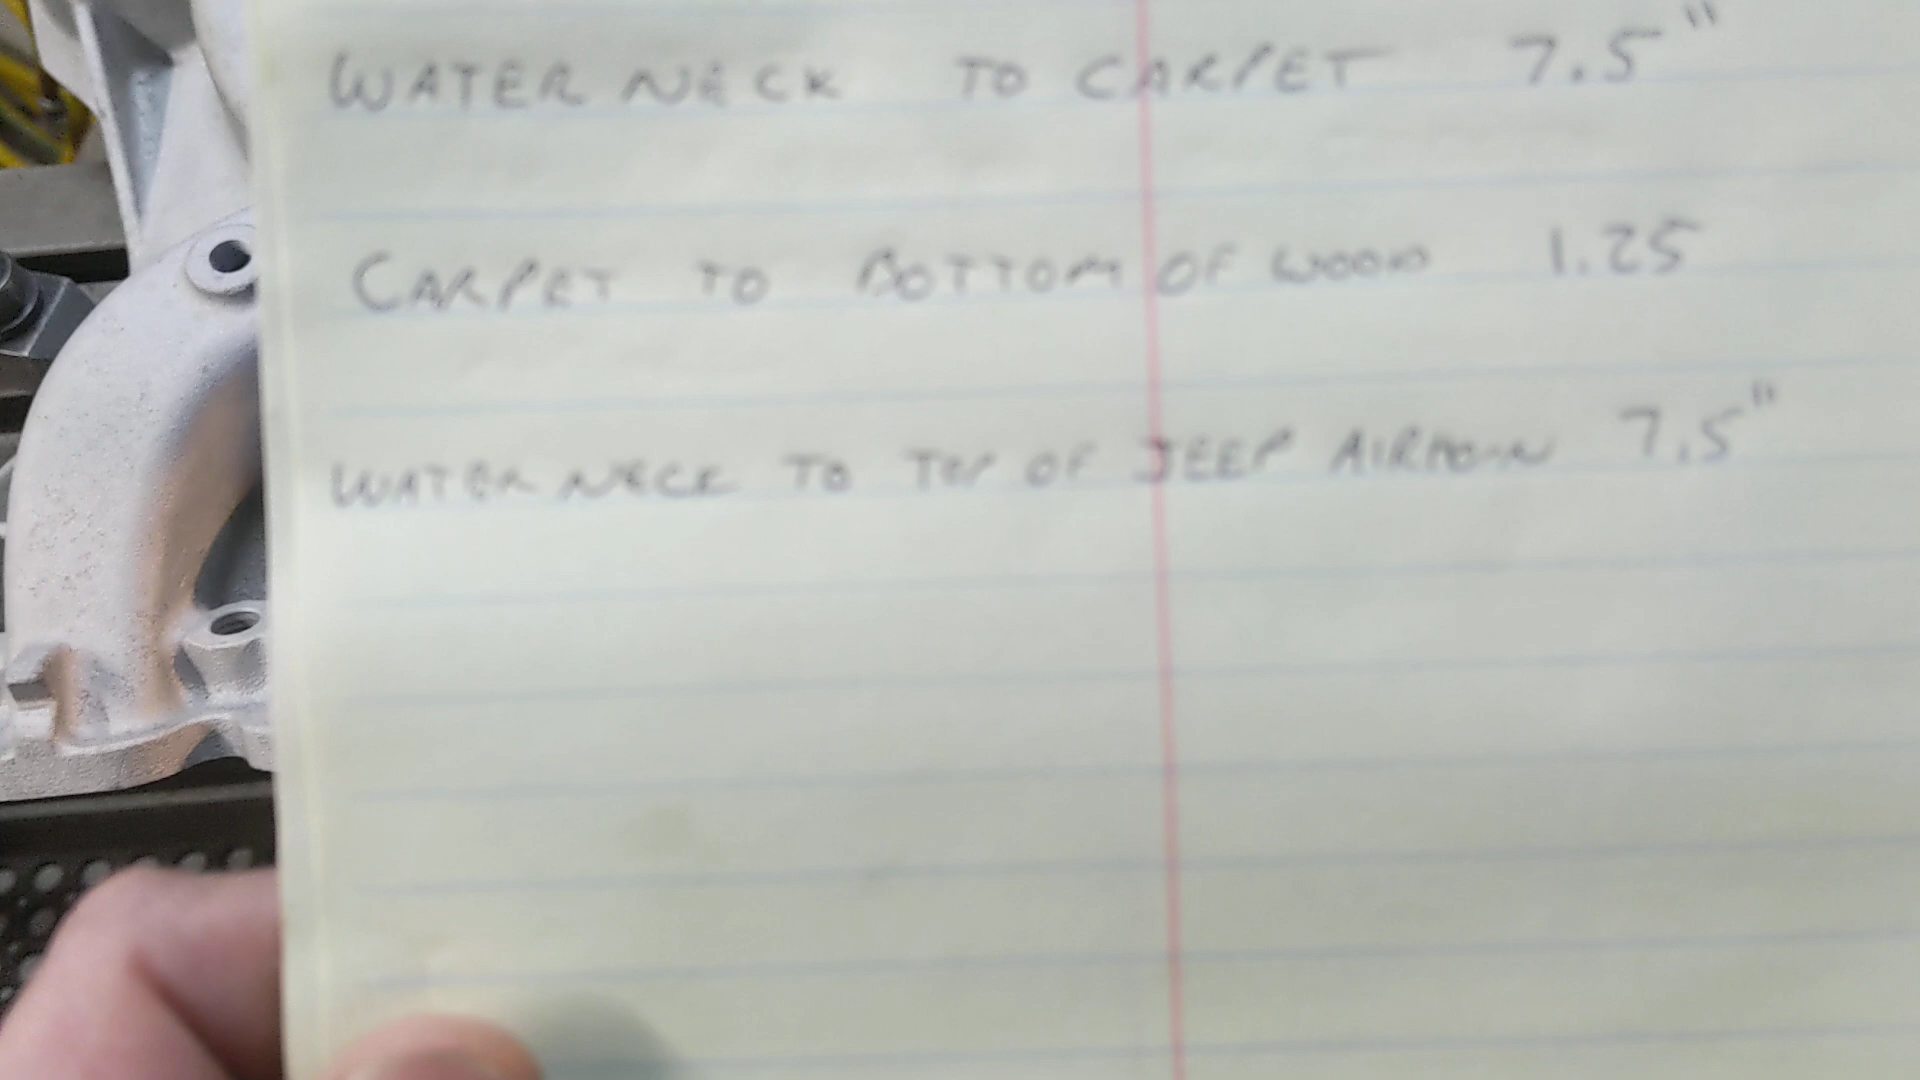 WATER NECK TO CARPET 7.5"
CARPET TO BOTTOM OF WOOD 1.25
WATER NECK TO TOP OF JEEP 7.5"